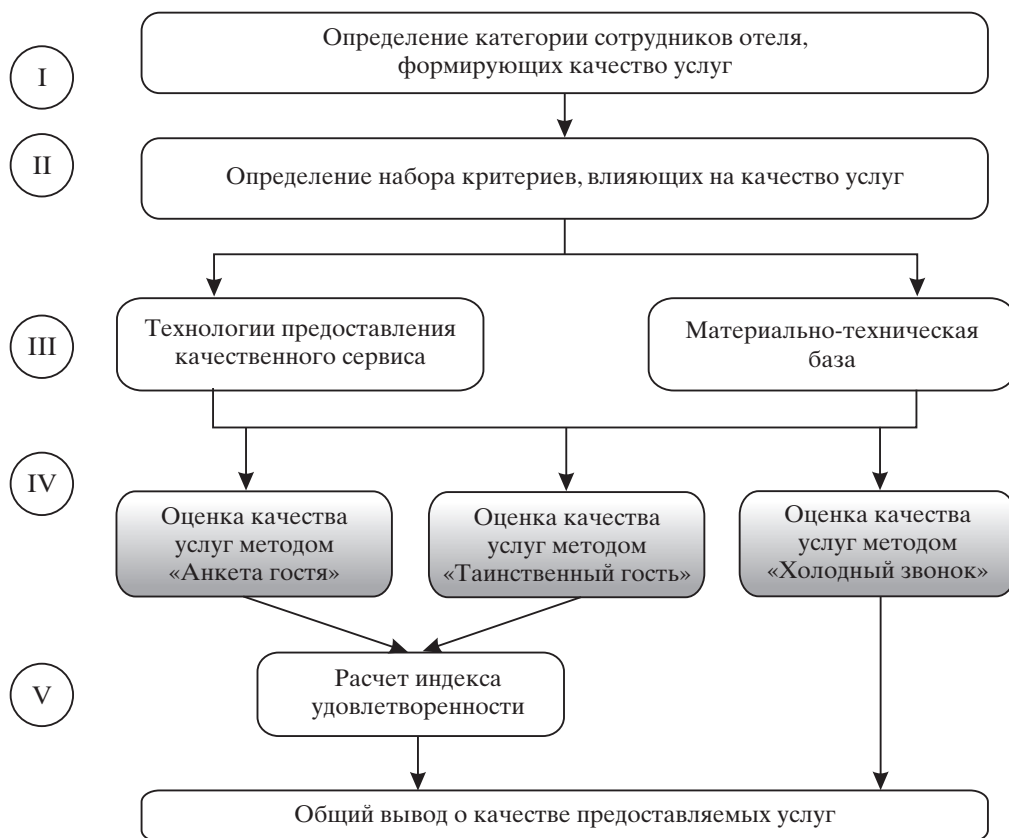 I
Определение категории сотрудников отеля,
формирующих качество услуг
II
Определение набора критериев, влияющих на качество услуг
III
Технологии предоставления
качественного сервиса
Материально-техническая
база
IV
Оценка качества
услуг методом
«Анкета гостя»
Оценка качества
услуг методом
«Таинственный гость»
Оценка качества
услуг методом
«Холодный звонок»
V
Расчет индекса
удовлетворенности
Общий вывод о качестве предоставляемых услуг